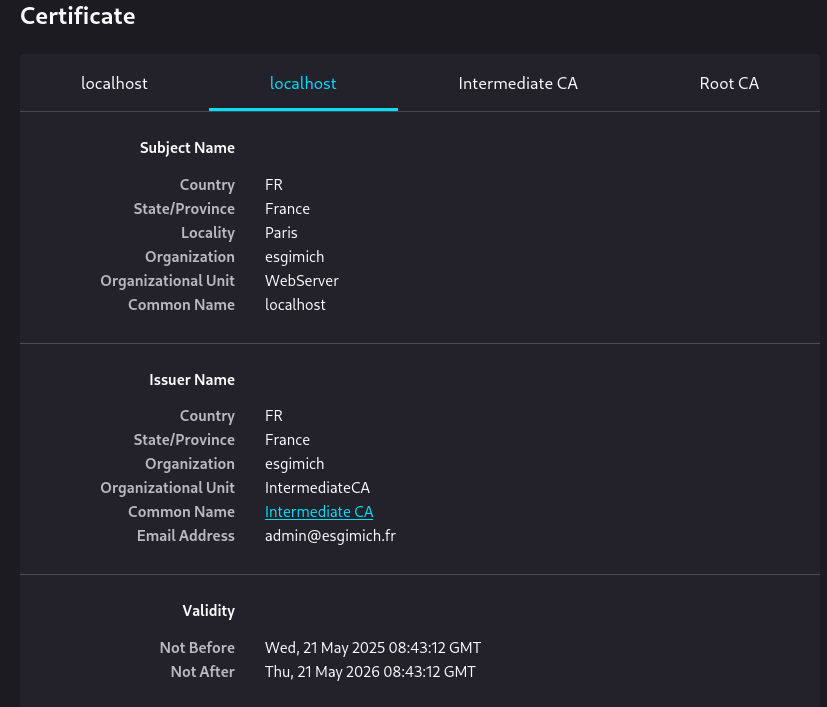 Certificate
localhost localhost Intermediate CA Root CA
Subject Name
Country FR
State/Province France
Locality Paris
Organization esgimich
Organizational Unit WebServer
Common Name localhost
Issuer Name
Country FR
State/Province France
Organization esgimich
Organizational Unit IntermediateCA
Common Name Intermediate CA
Email Address admin@esgimich.fr
Validity
Not Before Wed, 21 May 2025 08:43:12 GMT
Not After Thu, 21 May 2026 08:43:12 GMT